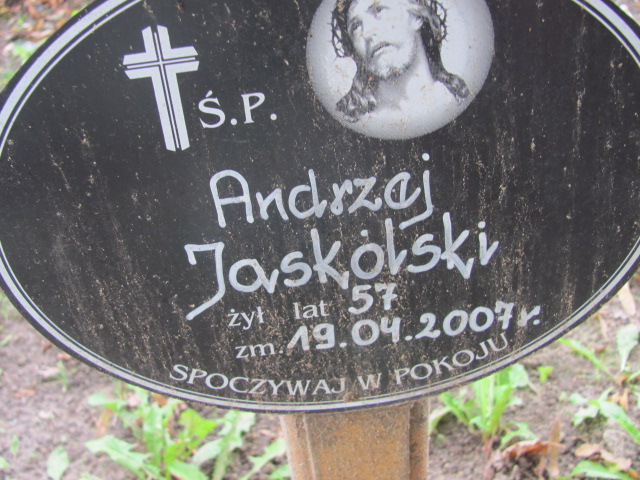 Ś.P.
Andrzej
Jaskólski
żył lat 57
zm. 19.04.2007 r.
SPOCZYWAJ W POKOJU